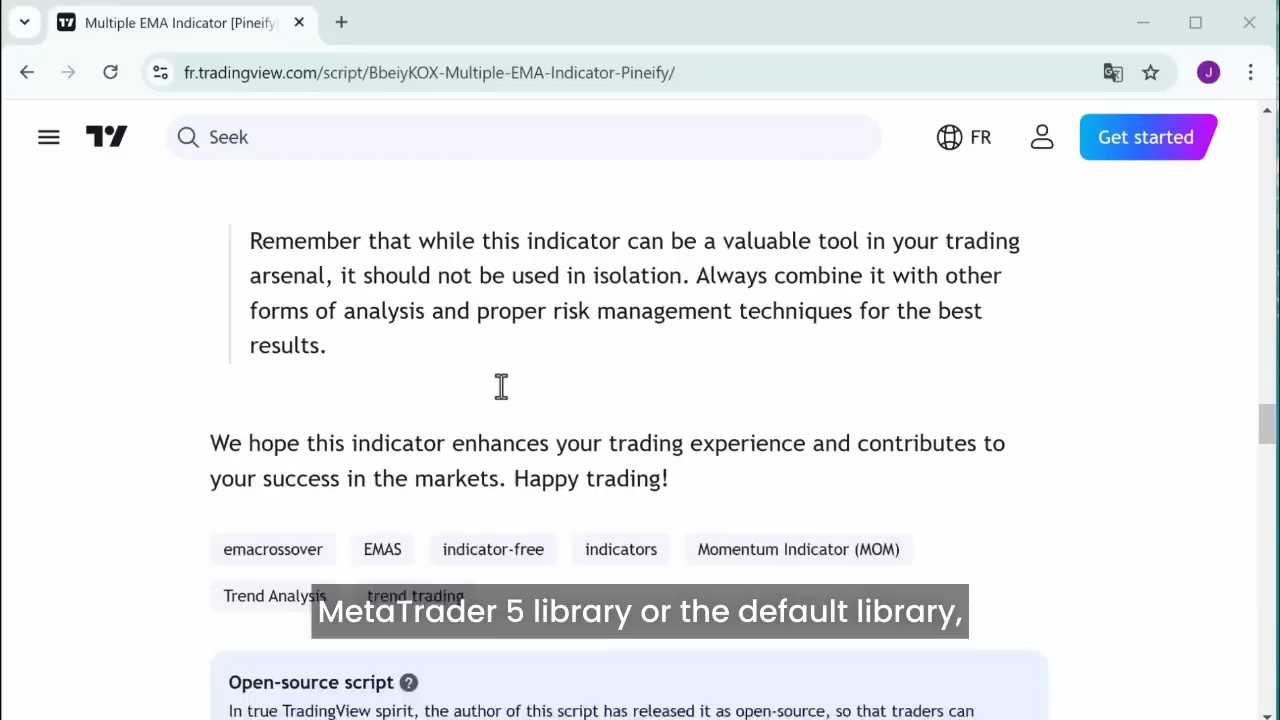 Multiple EMA Indicator [Pineify]
fr.tradingview.com/script/BbeiyKOX-Multiple-EMA-Indicator-Pineify/
J
Seek
FR
Get started
Remember that while this indicator can be a valuable tool in your trading
arsenal, it should not be used in isolation. Always combine it with other
forms of analysis and proper risk management techniques for the best
results.
We hope this indicator enhances your trading experience and contributes to
your success in the markets. Happy trading!
emacrossover EMAS indicator-free indicators Momentum Indicator (MOM)
Trend Analysis trend trading
MetaTrader 5 library or the default library,
Open-source script ?
In true TradingView spirit, the author of this script has released it as open-source, so that traders can